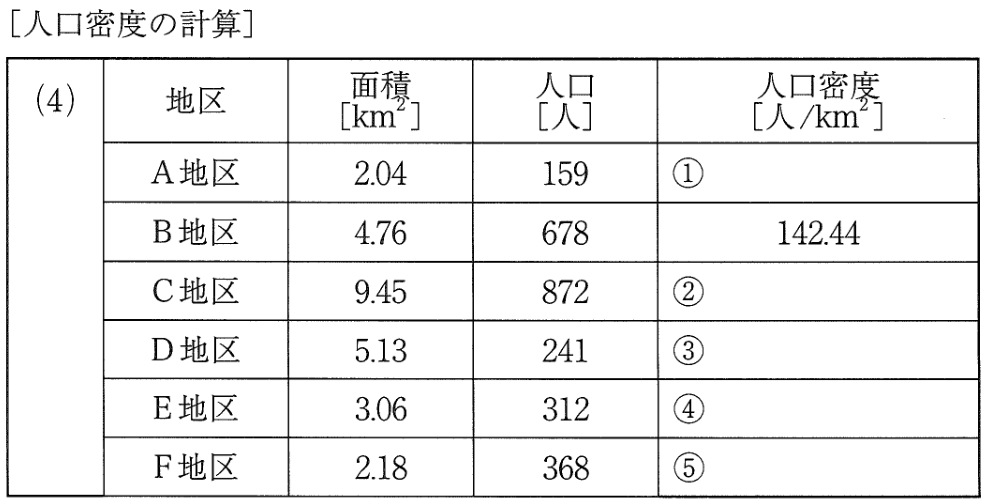 [人口密度の計算]
(4) 地区 面積[km²] 人口[人] 人口密度[人/km²]
A地区 2.04 159 ①
B地区 4.76 678 142.44
C地区 9.45 872 ②
D地区 5.13 241 ③
E地区 3.06 312 ④
F地区 2.18 368 ⑤